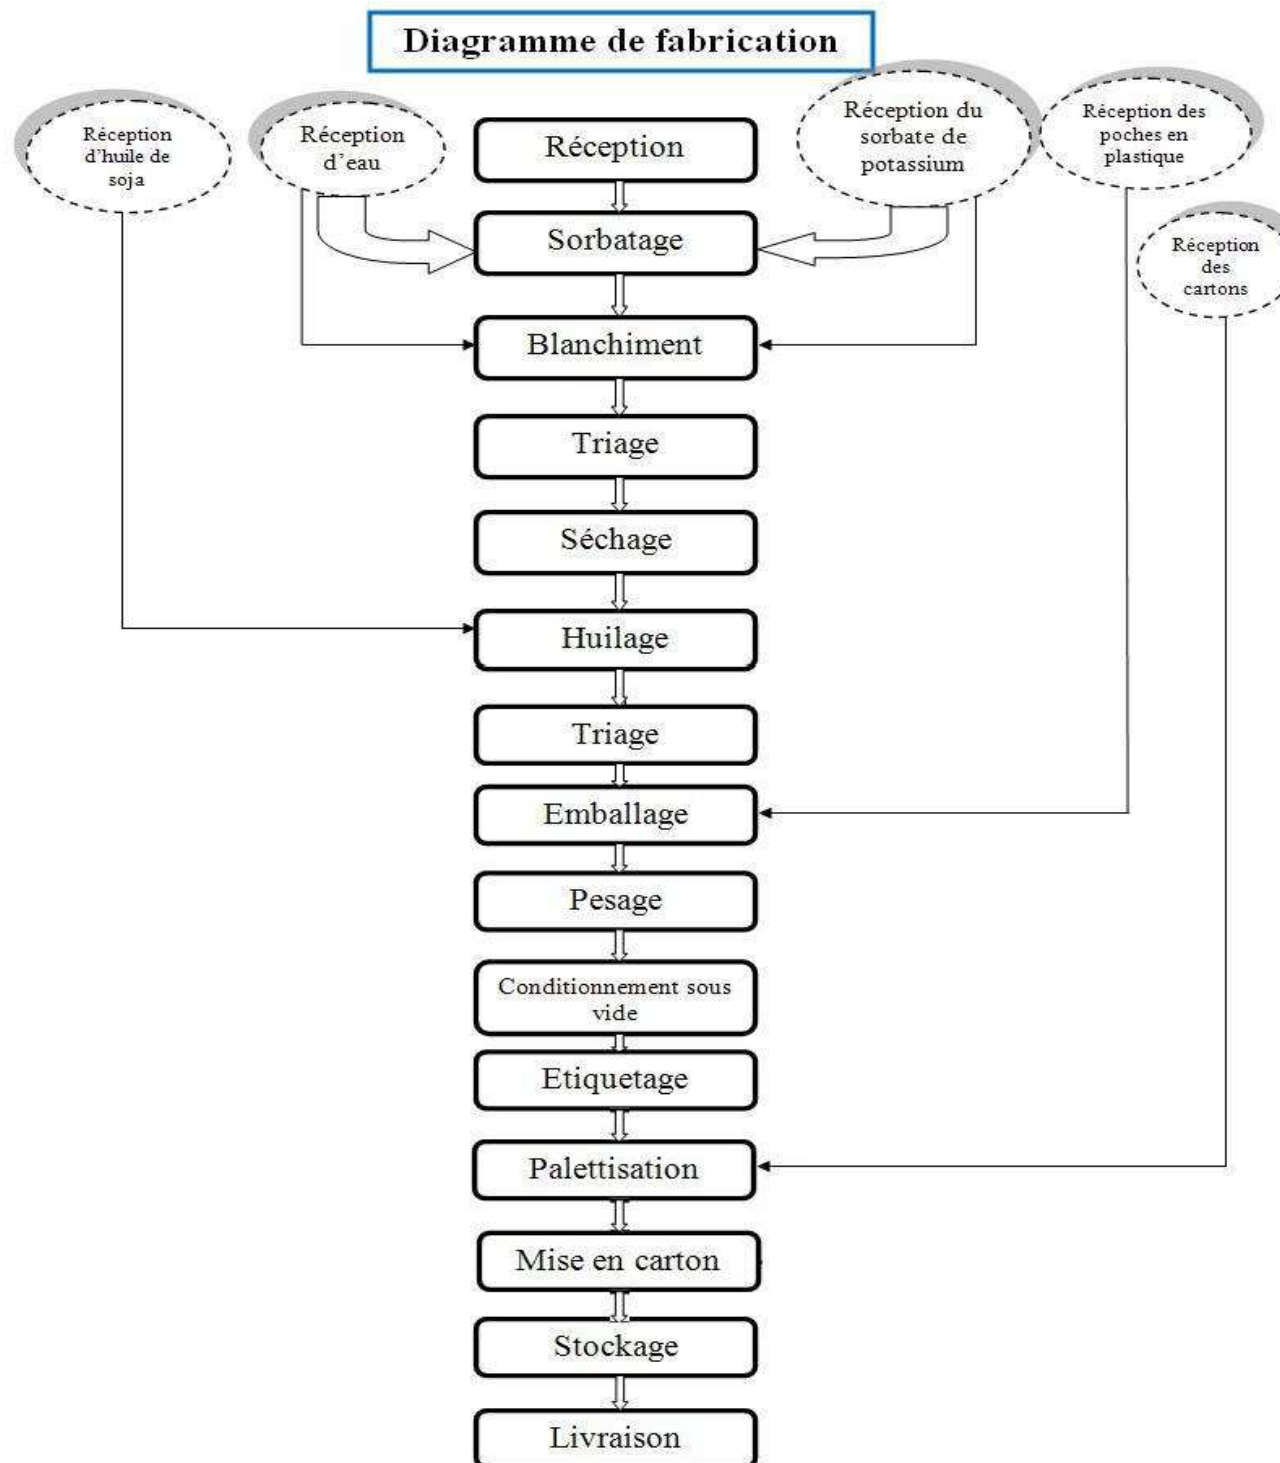 Diagramme de fabrication
Réception
d'huile de
soja
Réception
d'eau
Réception
Réception du
sorbate de
potassium
Réception des
poches en
plastique
Réception
des
cartons
Sorbatage
Blanchiment
Triage
Séchage
Huilage
Triage
Emballage
Pesage
Conditionnement sous
vide
Etiquetage
Palettisation
Mise en carton
Stockage
Livraison